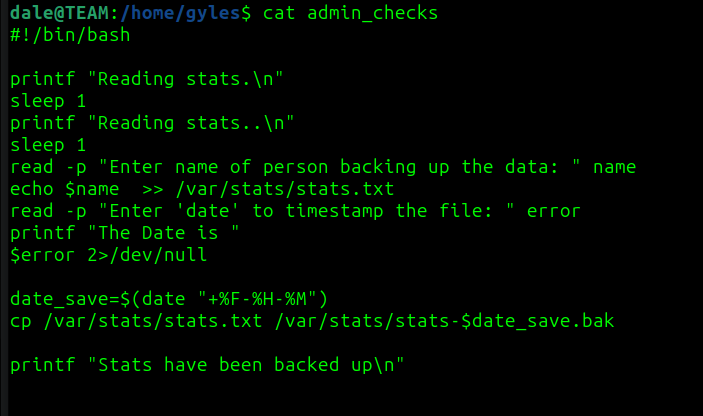 dale@TEAM:/home/gyles$ cat admin_checks
#!/bin/bash
printf "Reading stats.\n"
sleep 1
printf "Reading stats..\n"
sleep 1
read -p "Enter name of person backing up the data: " name
echo $name  >> /var/stats/stats.txt
read -p "Enter 'date' to timestamp the file: " error
printf "The Date is "
$error 2>/dev/null
date_save=$(date "+%F-%H-%M")
cp /var/stats/stats.txt /var/stats/stats-$date_save.bak
printf "Stats have been backed up\n"